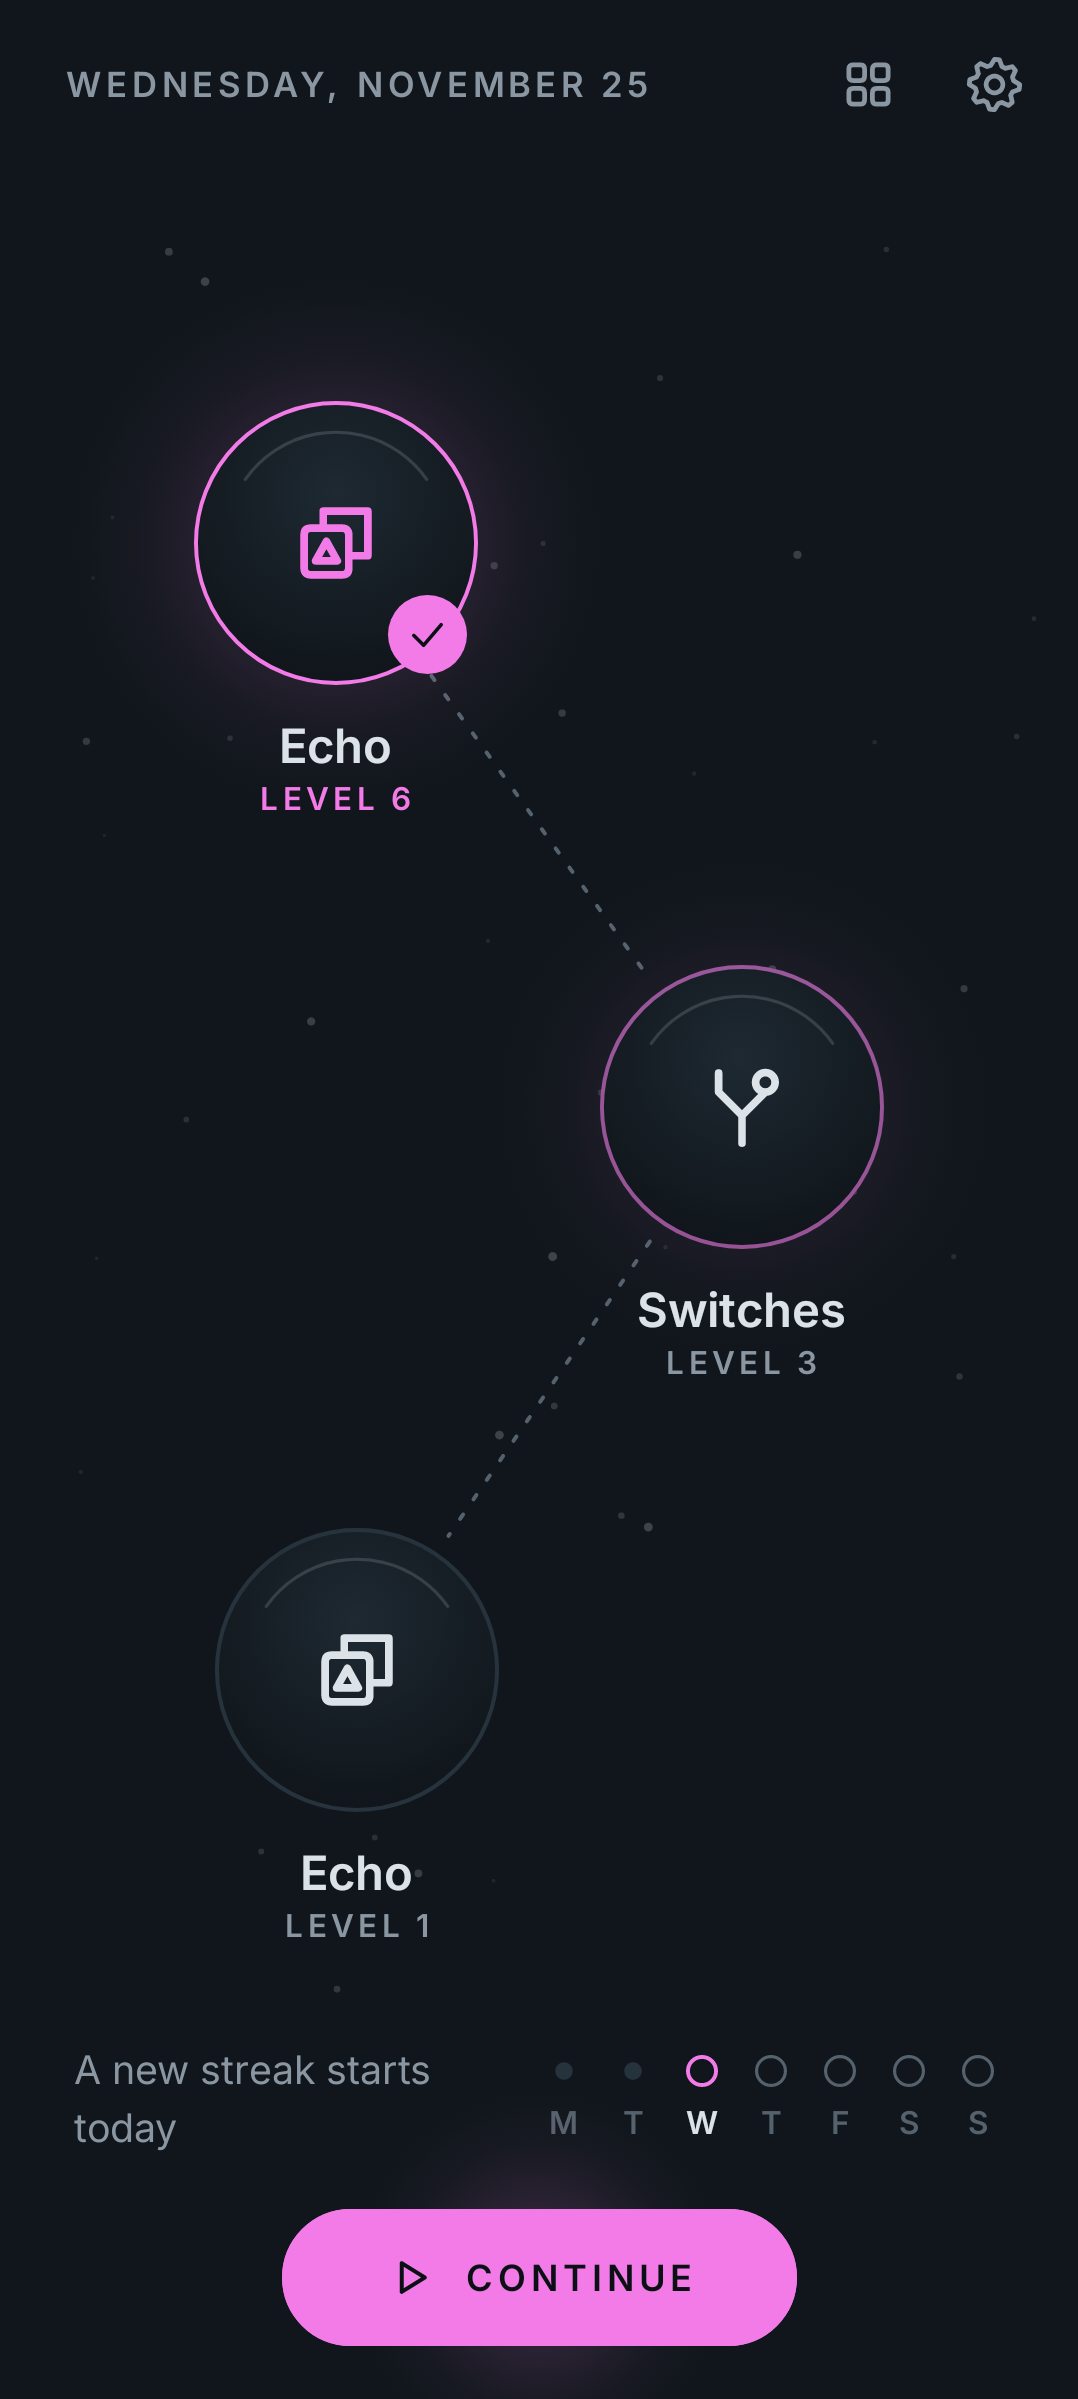 WEDNESDAY, NOVEMBER 25
Echo
LEVEL 6
Switches
LEVEL 3
Echo
LEVEL 1
A new streak starts
today
M T W T F S S
CONTINUE